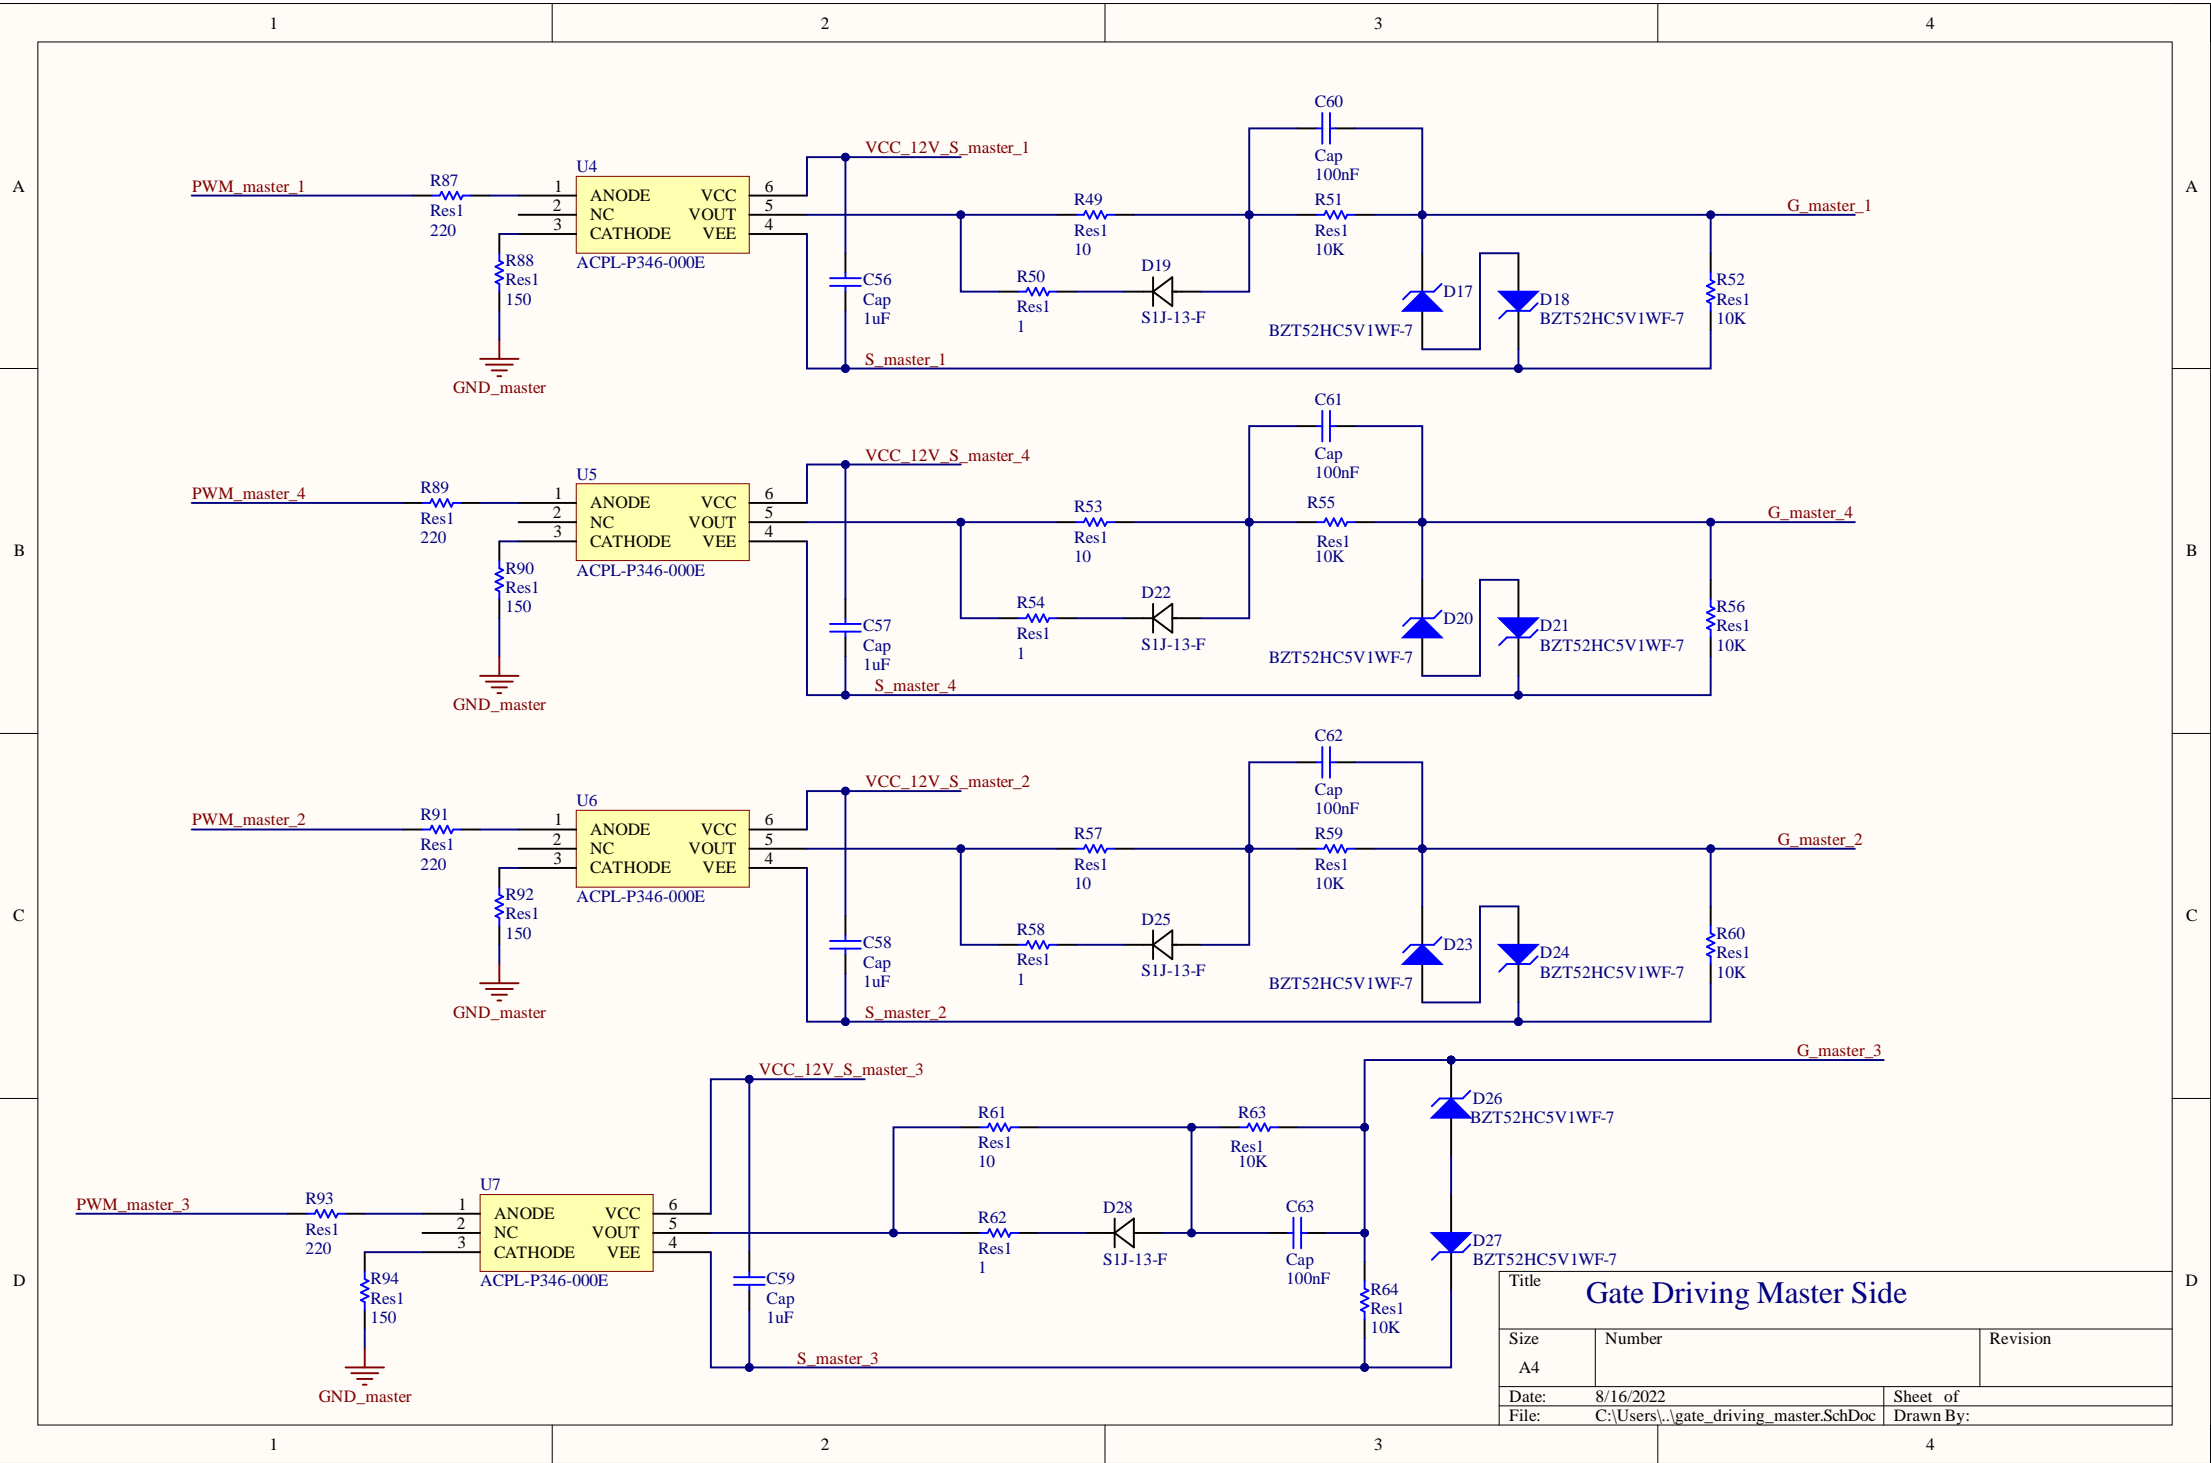 1 2 3 4
A A
C60
Cap
100nF
VCC_12V_S_master_1
PWM_master_1
R87
Res1
220
U4
1 ANODE VCC 6
2 NC VOUT 5
3 CATHODE VEE 4
ACPL-P346-000E
R88
Res1
150
GND_master
C56
Cap
1uF
R49
Res1
10
R50
Res1
1
D19
S1J-13-F
R51
Res1
10K
D17
BZT52HC5V1WF-7
D18
BZT52HC5V1WF-7
R52
Res1
10K
G_master_1
S_master_1
B B
C61
Cap
100nF
VCC_12V_S_master_4
PWM_master_4
R89
Res1
220
U5
1 ANODE VCC 6
2 NC VOUT 5
3 CATHODE VEE 4
ACPL-P346-000E
R90
Res1
150
GND_master
C57
Cap
1uF
R53
Res1
10
R54
Res1
1
D22
S1J-13-F
R55
Res1
10K
D20
BZT52HC5V1WF-7
D21
BZT52HC5V1WF-7
R56
Res1
10K
G_master_4
S_master_4
C C
C62
Cap
100nF
VCC_12V_S_master_2
PWM_master_2
R91
Res1
220
U6
1 ANODE VCC 6
2 NC VOUT 5
3 CATHODE VEE 4
ACPL-P346-000E
R92
Res1
150
GND_master
C58
Cap
1uF
R57
Res1
10
R58
Res1
1
D25
S1J-13-F
R59
Res1
10K
D23
BZT52HC5V1WF-7
D24
BZT52HC5V1WF-7
R60
Res1
10K
G_master_2
S_master_2
D D
VCC_12V_S_master_3
PWM_master_3
R93
Res1
220
U7
1 ANODE VCC 6
2 NC VOUT 5
3 CATHODE VEE 4
ACPL-P346-000E
R94
Res1
150
GND_master
C59
Cap
1uF
R61
Res1
10
R62
Res1
1
D28
S1J-13-F
R63
Res1
10K
C63
Cap
100nF
R64
Res1
10K
D26
BZT52HC5V1WF-7
D27
BZT52HC5V1WF-7
G_master_3
S_master_3
Title Gate Driving Master Side
Size Number Revision
A4
Date: 8/16/2022 Sheet of
File: C:\Users\..\gate_driving_master.SchDoc Drawn By:
1 2 3 4